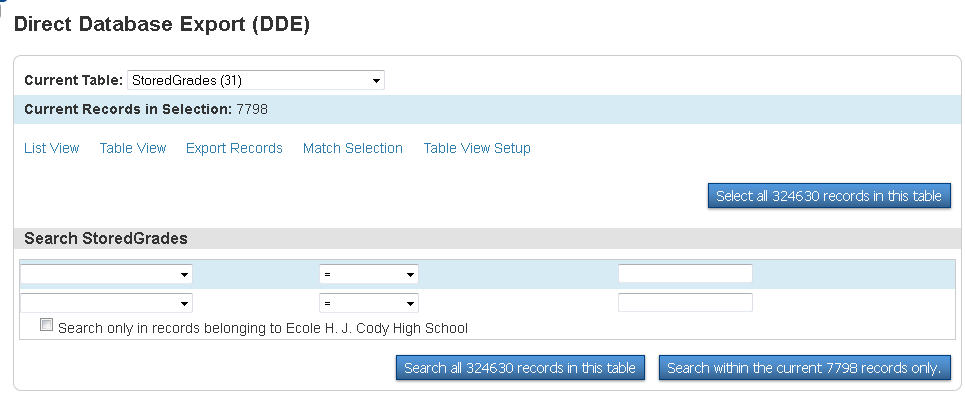 Direct Database Export (DDE)
Current Table: StoredGrades (31)
Current Records in Selection: 7798
List View Table View Export Records Match Selection Table View Setup
Select all 324630 records in this table
Search StoredGrades
=
=
Search only in records belonging to Ecole H. J. Cody High School
Search all 324630 records in this table Search within the current 7798 records only.